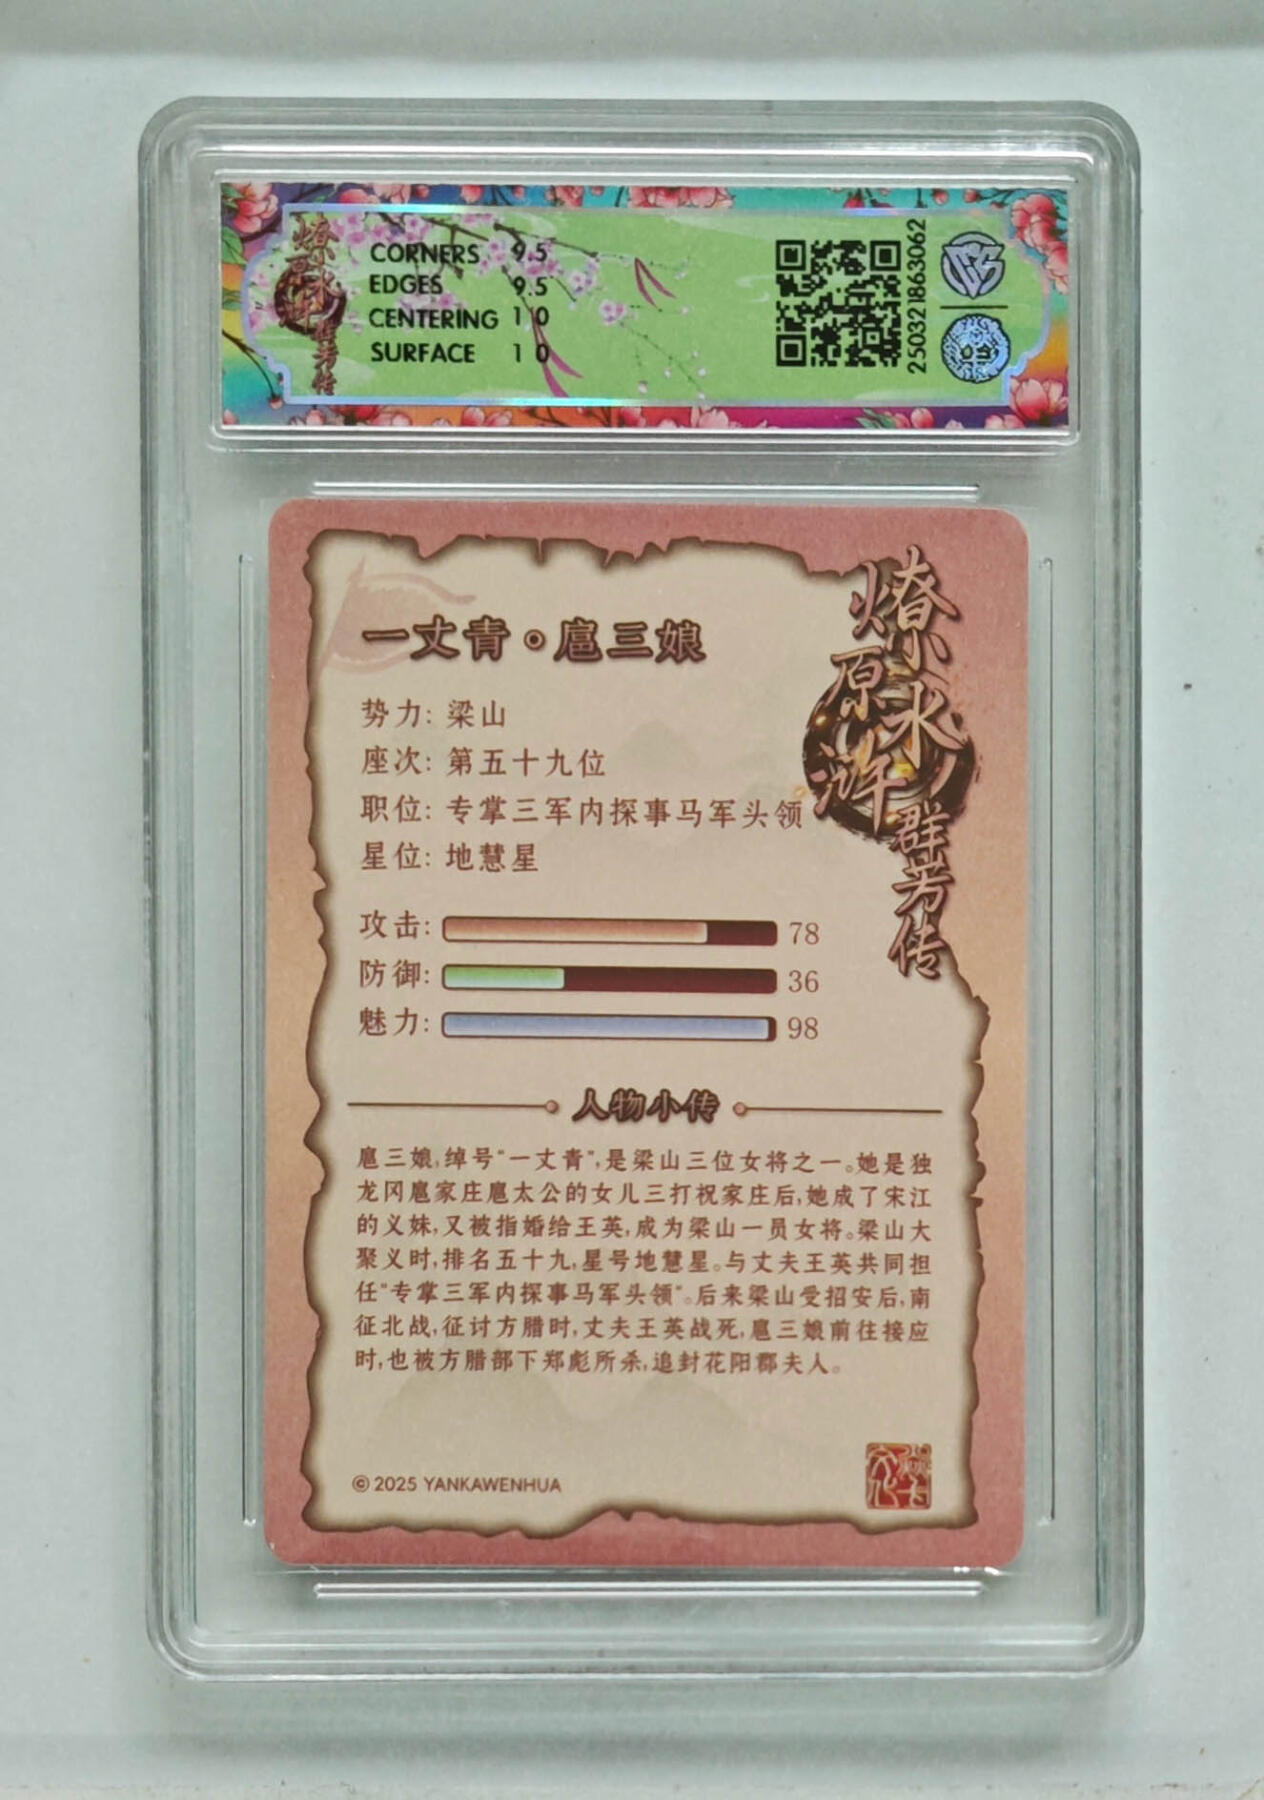 燎原水浒群芳传
CORNERS 9.5
EDGES 9.5
CENTERING 10
SURFACE 10
250321863062
燎原水浒群芳传
一丈青·扈三娘
势力: 梁山
座次: 第五十九位
职位: 专掌三军内探事马军头领
星位: 地慧星
攻击: 78
防御: 36
魅力: 98
人物小传
扈三娘,绰号"一丈青",是梁山三位女将之一。她是独
龙冈扈家庄扈太公的女儿三打祝家庄后,她成了宋江
的义妹,又被指婚给王英,成为梁山一员女将。梁山大
聚义时,排名五十九,星号地慧星。与丈夫王英共同担
任"专掌三军内探事马军头领"。后来梁山受招安后,南
征北战,征讨方腊时,丈夫王英战死,扈三娘前往接应
时,也被方腊部下郑彪所杀,追封花阳郡夫人。
© 2025 YANKAWENHUA